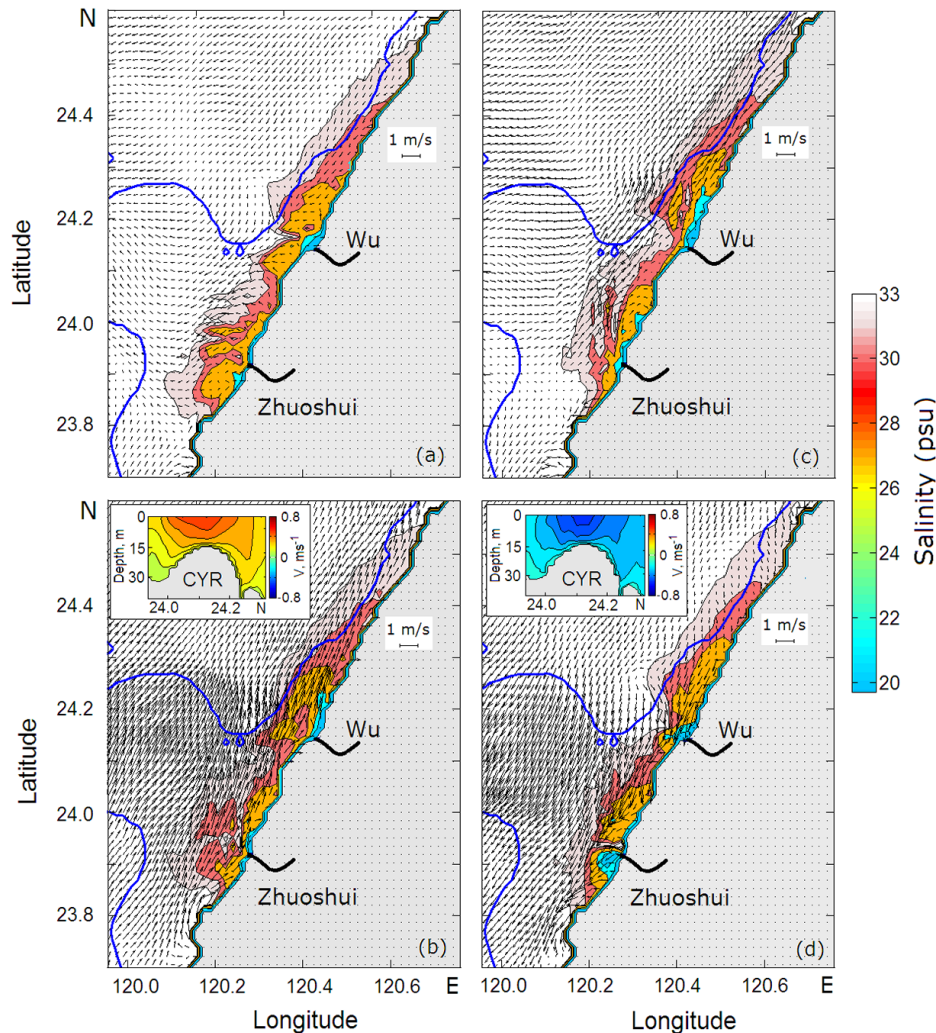 N
24.4
24.2
24.0
23.8
Latitude
1 m/s
Wu
Zhuoshui
(a)
1 m/s
Wu
Zhuoshui
(c)
33
30
28
26
24
22
20
Salinity (psu)
N
24.4
24.2
24.0
23.8
Latitude
0
15
30
Depth, m
CYR
24.0 24.2 N
0.8
0
-0.8
V, ms-1
1 m/s
Wu
Zhuoshui
(b)
0
15
30
Depth, m
CYR
24.0 24.2 N
0.8
0
-0.8
V, ms-1
1 m/s
Wu
Zhuoshui
(d)
120.0 120.2 120.4 120.6 E
Longitude
120.0 120.2 120.4 120.6 E
Longitude